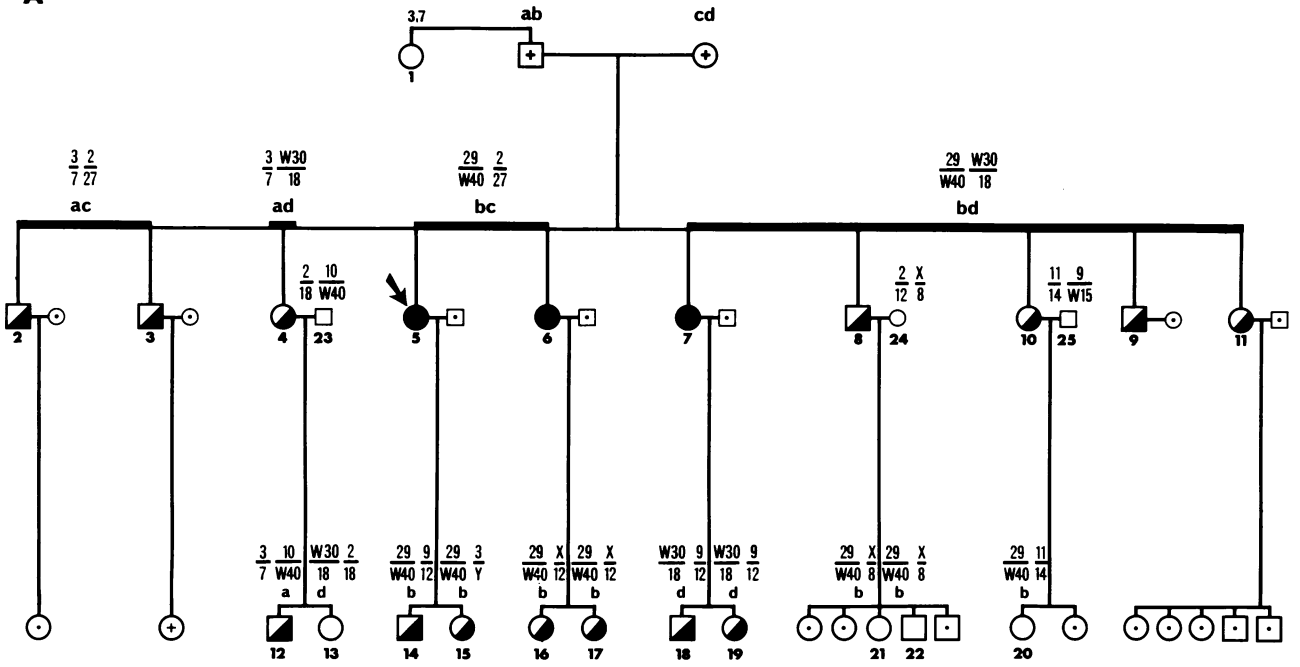 A
3,7 ab cd
1
3 2 3 W30 29 2 29 W30
7 27 7 18 W40 27 W40 18
ac ad bc bd
2 10 2 X 11 9
18 W40 12 8 14 W15
2 3 4 23 5 6 7 8 24 10 25 9 11
3 10 W30 2 29 9 29 3 29 X 29 X W30 9 W30 9 29 X 29 X 29 11
7 W40 18 18 W40 12 W40 Y W40 12 W40 12 18 12 18 12 W40 8 W40 8 W40 14
a d b b b b d d b b b
12 13 14 15 16 17 18 19 21 22 20